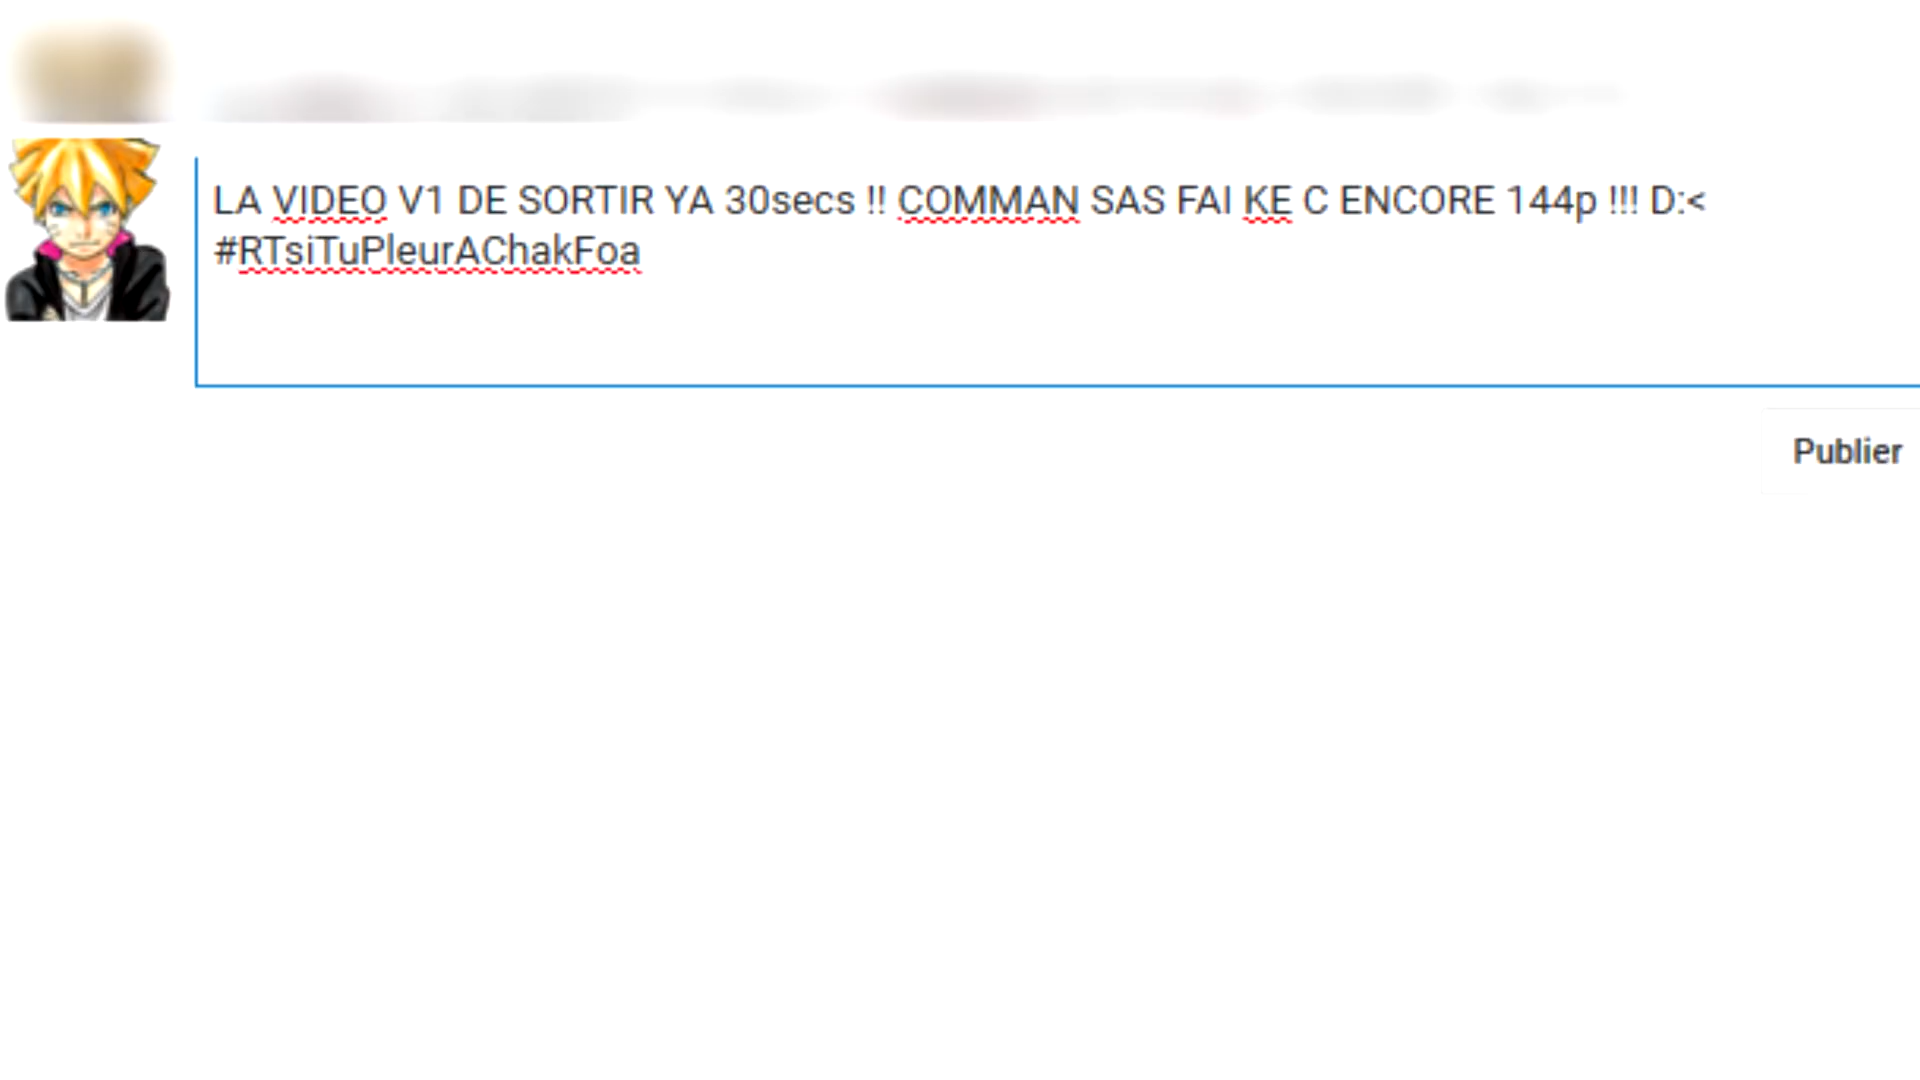 LA VIDEO V1 DE SORTIR YA 30secs !! COMMAN SAS FAI KE C ENCORE 144p !!! D:<
#RTsiTuPleurAChakFoa
Publier